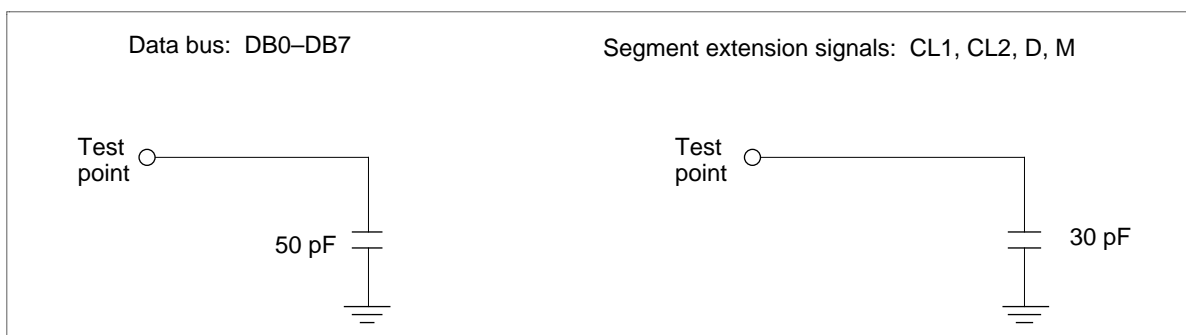 Data bus:  DB0–DB7
Segment extension signals:  CL1, CL2, D, M
Test
point
50 pF
Test
point
30 pF